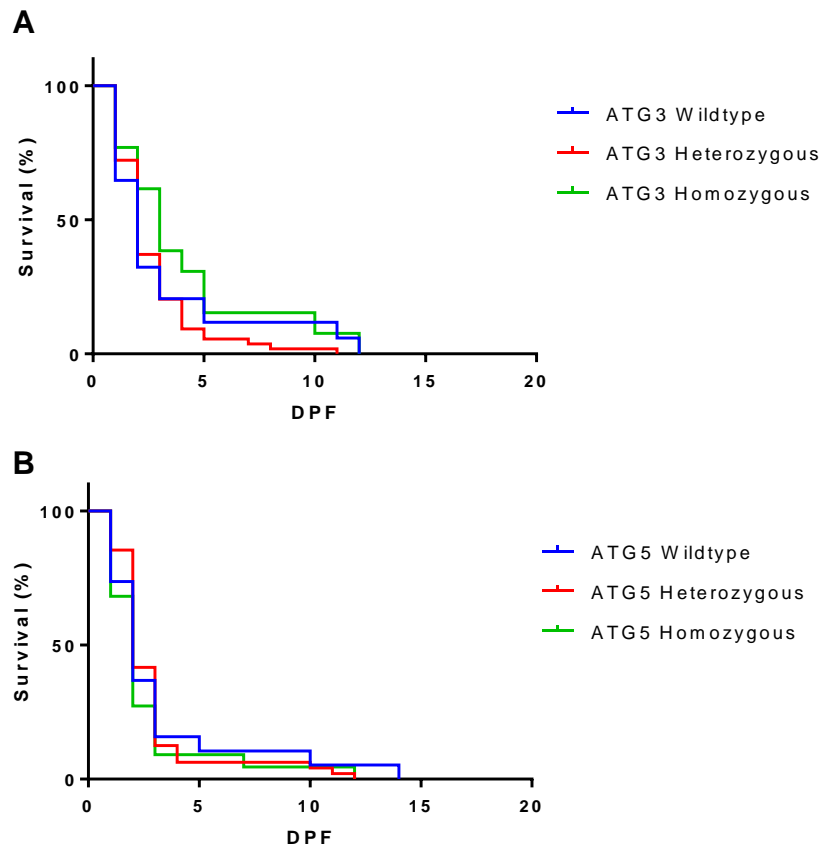 A
Survival (%)
100
50
0
0 5 10 15 20
DPF
ATG3 Wildtype
ATG3 Heterozygous
ATG3 Homozygous
B
Survival (%)
100
50
0
0 5 10 15 20
DPF
ATG5 Wildtype
ATG5 Heterozygous
ATG5 Homozygous